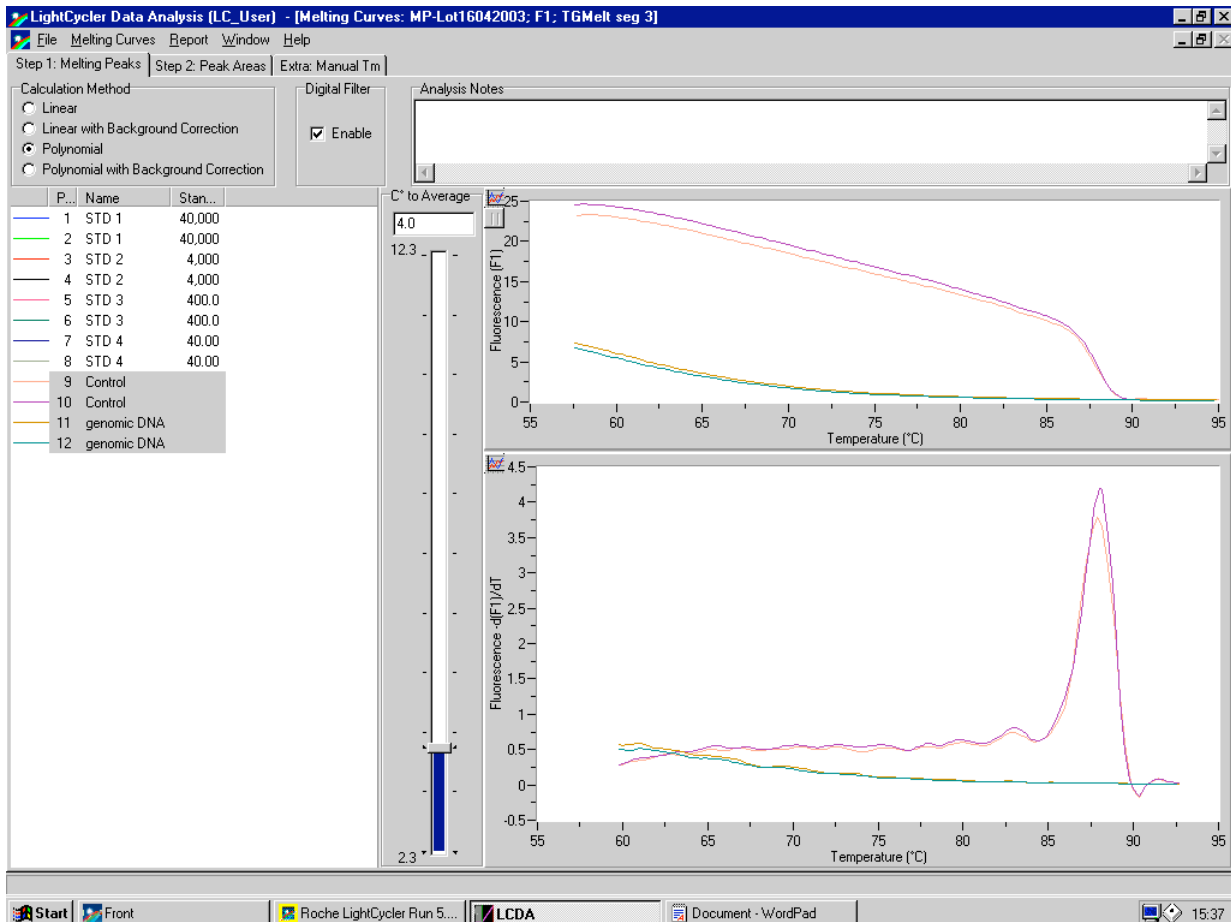 LightCycler Data Analysis (LC_User) - [Melting Curves: MP-Lot16042003; F1; TGMelt seg 3]
File Melting Curves Report Window Help
Step 1: Melting Peaks Step 2: Peak Areas Extra: Manual Tm
Calculation Method
Linear
Linear with Background Correction
Polynomial
Polynomial with Background Correction
Digital Filter
Enable
Analysis Notes
P... Name Stan...
1 STD 1 40,000
2 STD 1 40,000
3 STD 2 4,000
4 STD 2 4,000
5 STD 3 400.0
6 STD 3 400.0
7 STD 4 40.00
8 STD 4 40.00
9 Control
10 Control
11 genomic DNA
12 genomic DNA
C° to Average
4.0
12.3
2.3
25
20
15
10
5
0
Fluorescence (F1)
55 60 65 70 75 80 85 90 95
Temperature (°C)
4.5
4
3.5
3
2.5
2
1.5
1
0.5
0
-0.5
Fluorescence -d(F1)/dT
55 60 65 70 75 80 85 90 95
Temperature (°C)
Start Front Roche LightCycler Run 5.... LCDA Document - WordPad 15:37